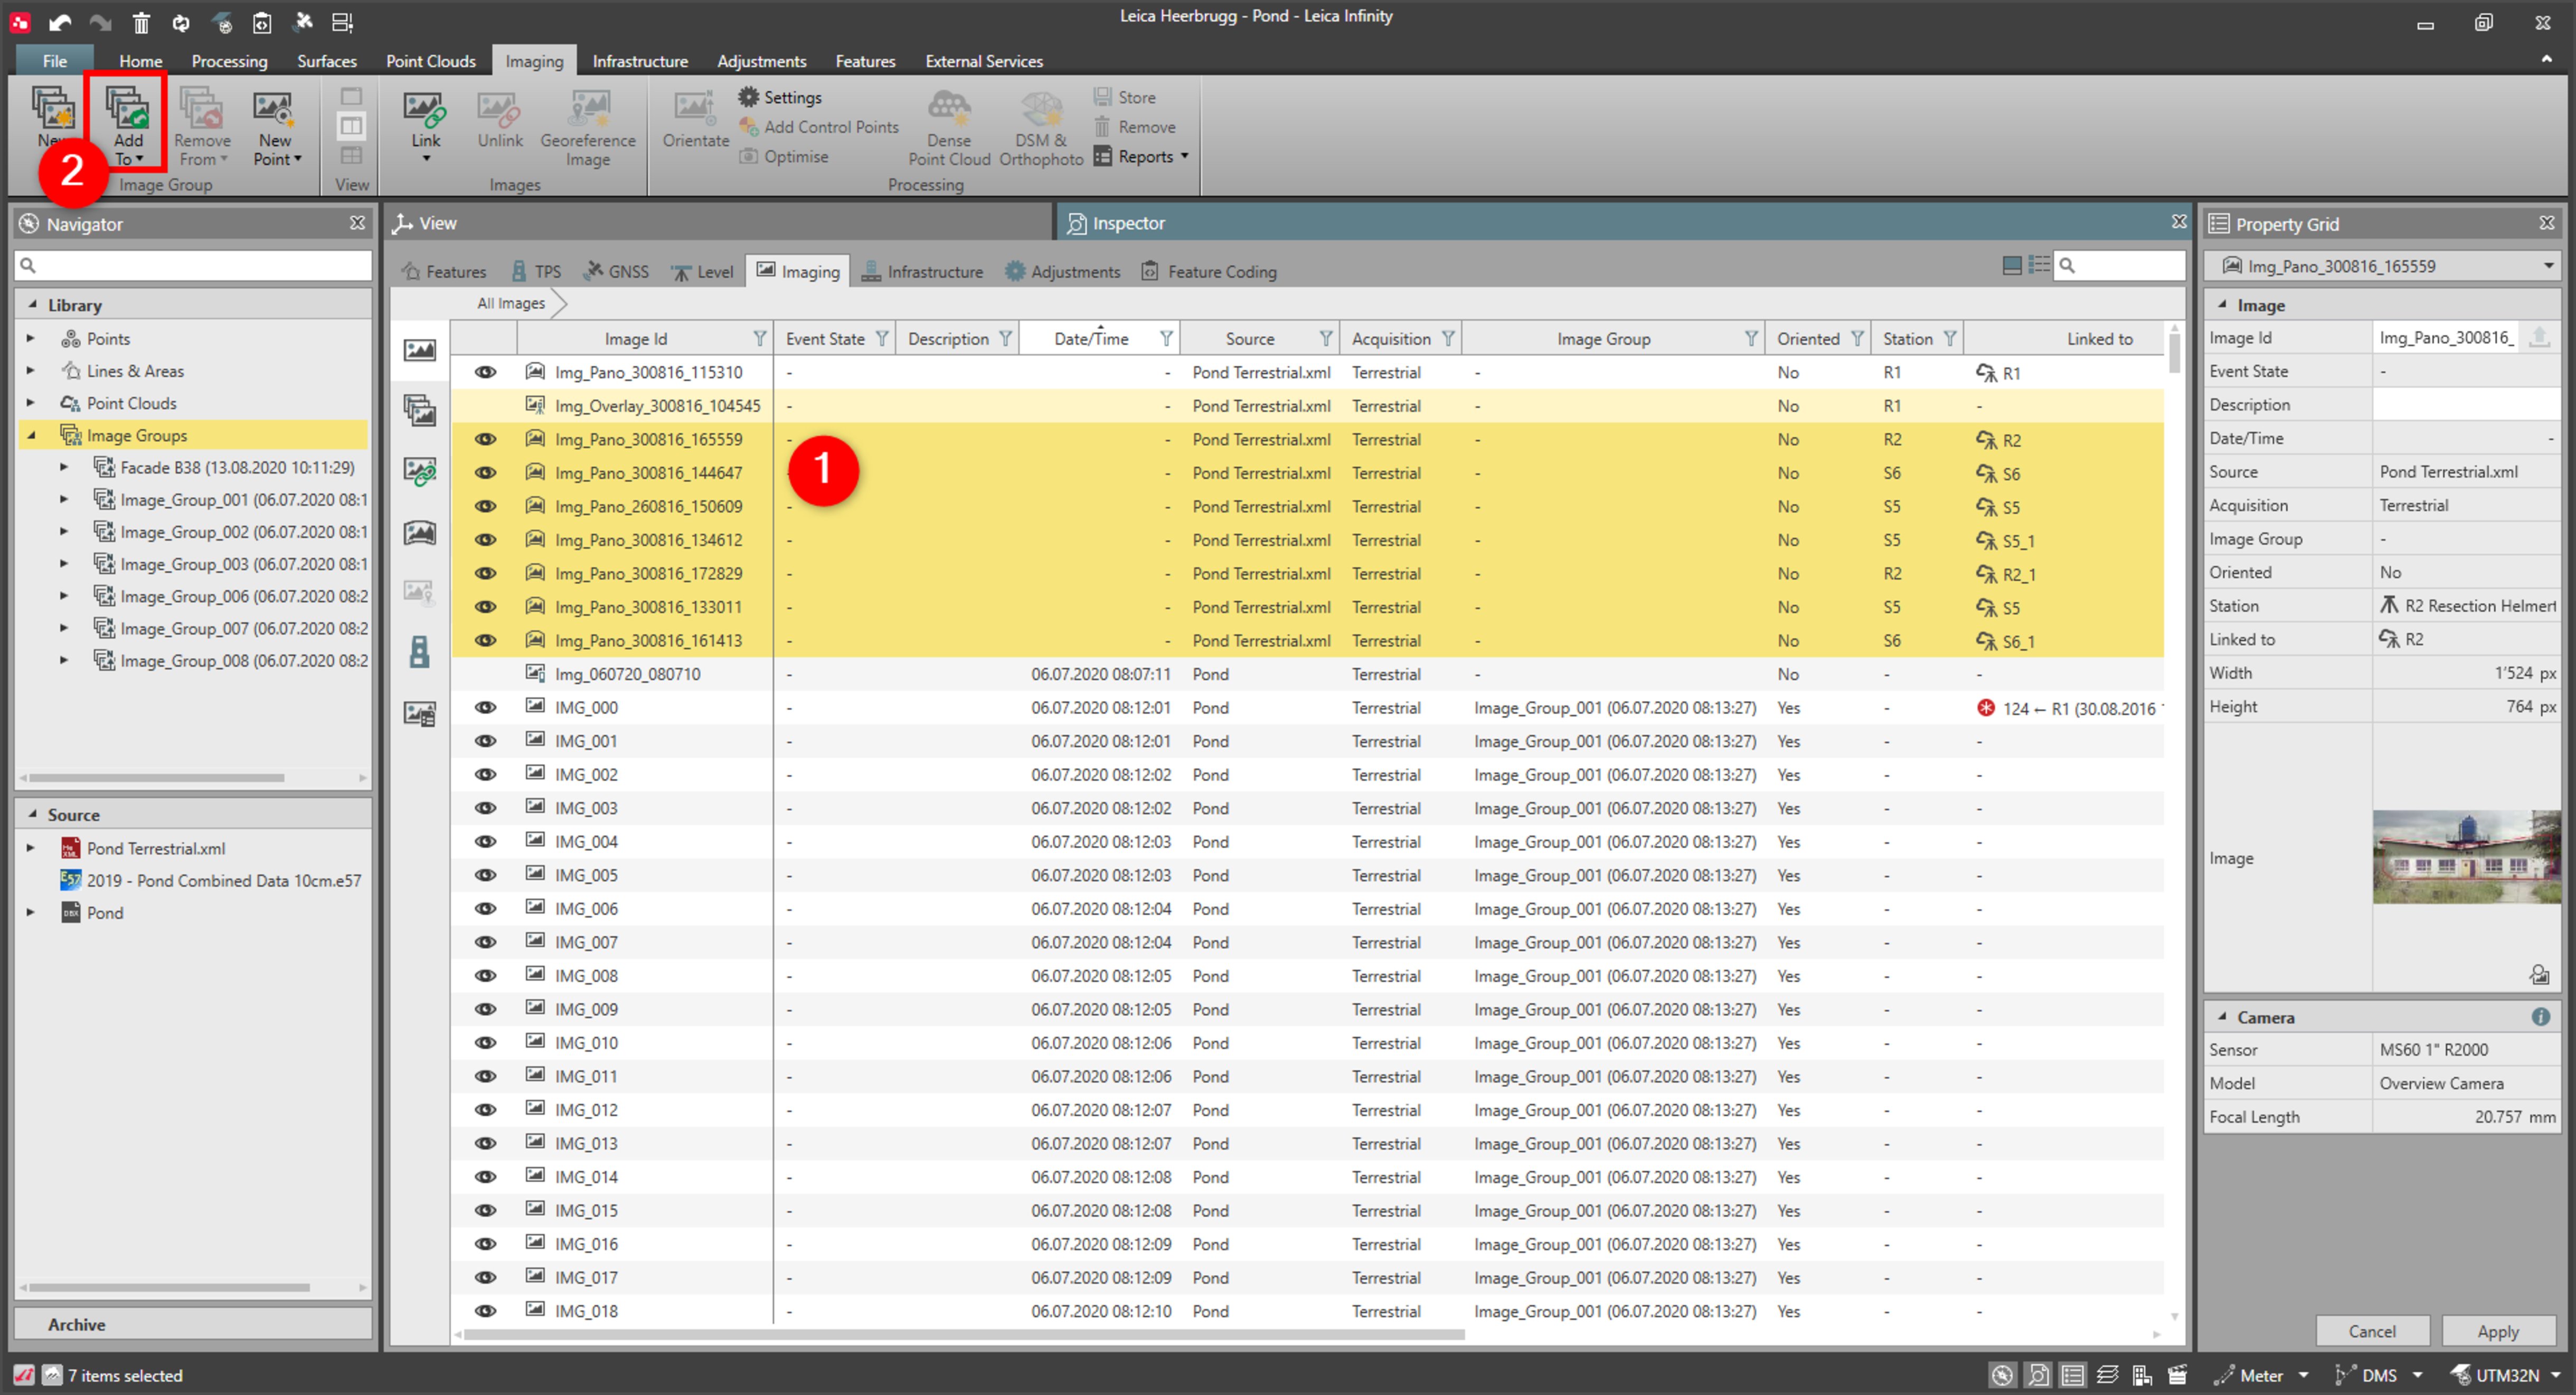 Leica Heerbrugg - Pond - Leica Infinity
File Home Processing Surfaces Point Clouds Imaging Infrastructure Adjustments Features External Services
New
Add To
Remove From
New Point
Image Group
View
Link
Unlink
Georeference Image
Images
Orientate
Settings
Add Control Points
Optimise
Dense Point Cloud
DSM & Orthophoto
Store
Remove
Reports
Processing
2
Navigator
View
Inspector
Property Grid
Library
Points
Lines & Areas
Point Clouds
Image Groups
Facade B38 (13.08.2020 10:11:29)
Image_Group_001 (06.07.2020 08:1
Image_Group_002 (06.07.2020 08:1
Image_Group_003 (06.07.2020 08:1
Image_Group_006 (06.07.2020 08:2
Image_Group_007 (06.07.2020 08:2
Image_Group_008 (06.07.2020 08:2
Source
Pond Terrestrial.xml
2019 - Pond Combined Data 10cm.e57
Pond
Archive
Features TPS GNSS Level Imaging Infrastructure Adjustments Feature Coding
All Images
Image Id Event State Description Date/Time Source Acquisition Image Group Oriented Station Linked to
Img_Pano_300816_115310 - - Pond Terrestrial.xml Terrestrial - No R1 R1
Img_Overlay_300816_104545 - - Pond Terrestrial.xml Terrestrial - No R1 -
Img_Pano_300816_165559 - - Pond Terrestrial.xml Terrestrial - No R2 R2
Img_Pano_300816_144647 - - Pond Terrestrial.xml Terrestrial - No S6 S6
1
Img_Pano_260816_150609 - - Pond Terrestrial.xml Terrestrial - No S5 S5
Img_Pano_300816_134612 - - Pond Terrestrial.xml Terrestrial - No S5 S5_1
Img_Pano_300816_172829 - - Pond Terrestrial.xml Terrestrial - No R2 R2_1
Img_Pano_300816_133011 - - Pond Terrestrial.xml Terrestrial - No S5 S5
Img_Pano_300816_161413 - - Pond Terrestrial.xml Terrestrial - No S6 S6_1
Img_060720_080710 - 06.07.2020 08:07:11 Pond Terrestrial - No - -
IMG_000 - 06.07.2020 08:12:01 Pond Terrestrial Image_Group_001 (06.07.2020 08:13:27) Yes - 124 ← R1 (30.08.2016
IMG_001 - 06.07.2020 08:12:01 Pond Terrestrial Image_Group_001 (06.07.2020 08:13:27) Yes - -
IMG_002 - 06.07.2020 08:12:02 Pond Terrestrial Image_Group_001 (06.07.2020 08:13:27) Yes - -
IMG_003 - 06.07.2020 08:12:02 Pond Terrestrial Image_Group_001 (06.07.2020 08:13:27) Yes - -
IMG_004 - 06.07.2020 08:12:03 Pond Terrestrial Image_Group_001 (06.07.2020 08:13:27) Yes - -
IMG_005 - 06.07.2020 08:12:03 Pond Terrestrial Image_Group_001 (06.07.2020 08:13:27) Yes - -
IMG_006 - 06.07.2020 08:12:04 Pond Terrestrial Image_Group_001 (06.07.2020 08:13:27) Yes - -
IMG_007 - 06.07.2020 08:12:04 Pond Terrestrial Image_Group_001 (06.07.2020 08:13:27) Yes - -
IMG_008 - 06.07.2020 08:12:05 Pond Terrestrial Image_Group_001 (06.07.2020 08:13:27) Yes - -
IMG_009 - 06.07.2020 08:12:05 Pond Terrestrial Image_Group_001 (06.07.2020 08:13:27) Yes - -
IMG_010 - 06.07.2020 08:12:06 Pond Terrestrial Image_Group_001 (06.07.2020 08:13:27) Yes - -
IMG_011 - 06.07.2020 08:12:06 Pond Terrestrial Image_Group_001 (06.07.2020 08:13:27) Yes - -
IMG_012 - 06.07.2020 08:12:07 Pond Terrestrial Image_Group_001 (06.07.2020 08:13:27) Yes - -
IMG_013 - 06.07.2020 08:12:07 Pond Terrestrial Image_Group_001 (06.07.2020 08:13:27) Yes - -
IMG_014 - 06.07.2020 08:12:08 Pond Terrestrial Image_Group_001 (06.07.2020 08:13:27) Yes - -
IMG_015 - 06.07.2020 08:12:08 Pond Terrestrial Image_Group_001 (06.07.2020 08:13:27) Yes - -
IMG_016 - 06.07.2020 08:12:09 Pond Terrestrial Image_Group_001 (06.07.2020 08:13:27) Yes - -
IMG_017 - 06.07.2020 08:12:09 Pond Terrestrial Image_Group_001 (06.07.2020 08:13:27) Yes - -
IMG_018 - 06.07.2020 08:12:10 Pond Terrestrial Image_Group_001 (06.07.2020 08:13:27) Yes - -
Img_Pano_300816_165559
Image
Image Id Img_Pano_300816_
Event State -
Description
Date/Time -
Source Pond Terrestrial.xml
Acquisition Terrestrial
Image Group -
Oriented No
Station R2 Resection Helmert
Linked to R2
Width 1'524 px
Height 764 px
Image
Camera
Sensor MS60 1" R2000
Model Overview Camera
Focal Length 20.757 mm
Cancel Apply
7 items selected
Meter DMS UTM32N